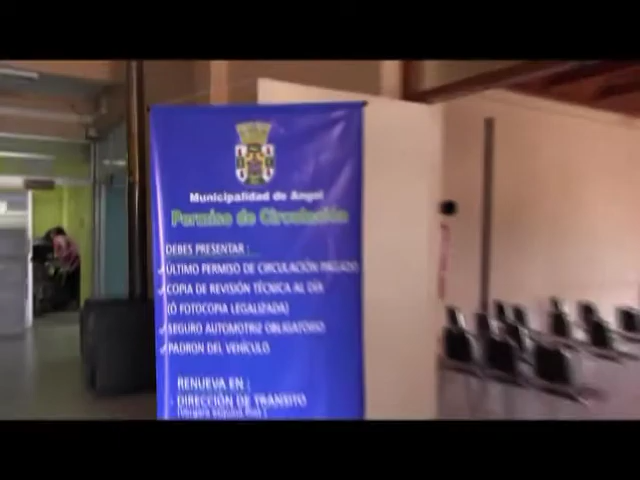 Municipalidad de Angol
Permiso de Circulación
DEBES PRESENTAR :
ÚLTIMO PERMISO DE CIRCULACIÓN PAGADO
COPIA DE REVISIÓN TÉCNICA AL DÍA
(Ó FOTOCOPIA LEGALIZADA)
SEGURO AUTOMOTRIZ OBLIGATORIO
PADRON DEL VEHÍCULO.
RENUEVA EN :
DIRECCIÓN DE TRANSITO